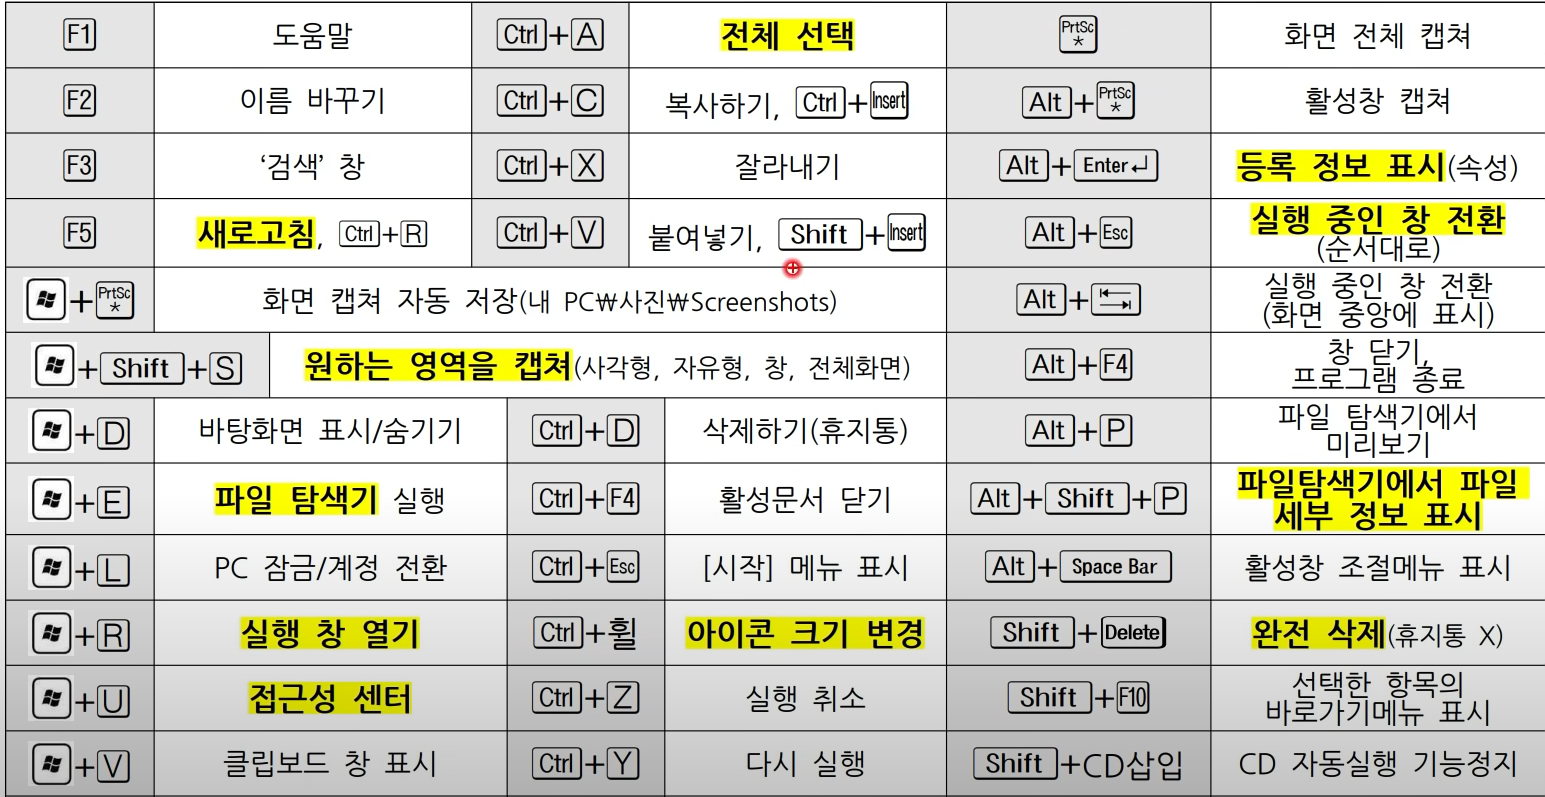 F1 도움말 Ctrl+A 전체 선택 PrtSc * 화면 전체 캡쳐
F2 이름 바꾸기 Ctrl+C 복사하기, Ctrl+Insert Alt+PrtSc * 활성창 캡쳐
F3 ‘검색’ 창 Ctrl+X 잘라내기 Alt+Enter↲ 등록 정보 표시(속성)
F5 새로고침, Ctrl+R Ctrl+V 붙여넣기, Shift+Insert Alt+Esc 실행 중인 창 전환
(순서대로)
+PrtSc * 화면 캡쳐 자동 저장(내 PC₩사진₩Screenshots) Alt+ 실행 중인 창 전환
(화면 중앙에 표시)
+Shift+S 원하는 영역을 캡쳐(사각형, 자유형, 창, 전체화면) Alt+F4 창 닫기,
프로그램 종료
+D 바탕화면 표시/숨기기 Ctrl+D 삭제하기(휴지통) Alt+P 파일 탐색기에서
미리보기
+E 파일 탐색기 실행 Ctrl+F4 활성문서 닫기 Alt+Shift+P 파일탐색기에서 파일
세부 정보 표시
+L PC 잠금/계정 전환 Ctrl+Esc [시작] 메뉴 표시 Alt+Space Bar 활성창 조절메뉴 표시
+R 실행 창 열기 Ctrl+휠 아이콘 크기 변경 Shift+Delete 완전 삭제(휴지통 X)
+U 접근성 센터 Ctrl+Z 실행 취소 Shift+F10 선택한 항목의
바로가기메뉴 표시
+V 클립보드 창 표시 Ctrl+Y 다시 실행 Shift+CD삽입 CD 자동실행 기능정지